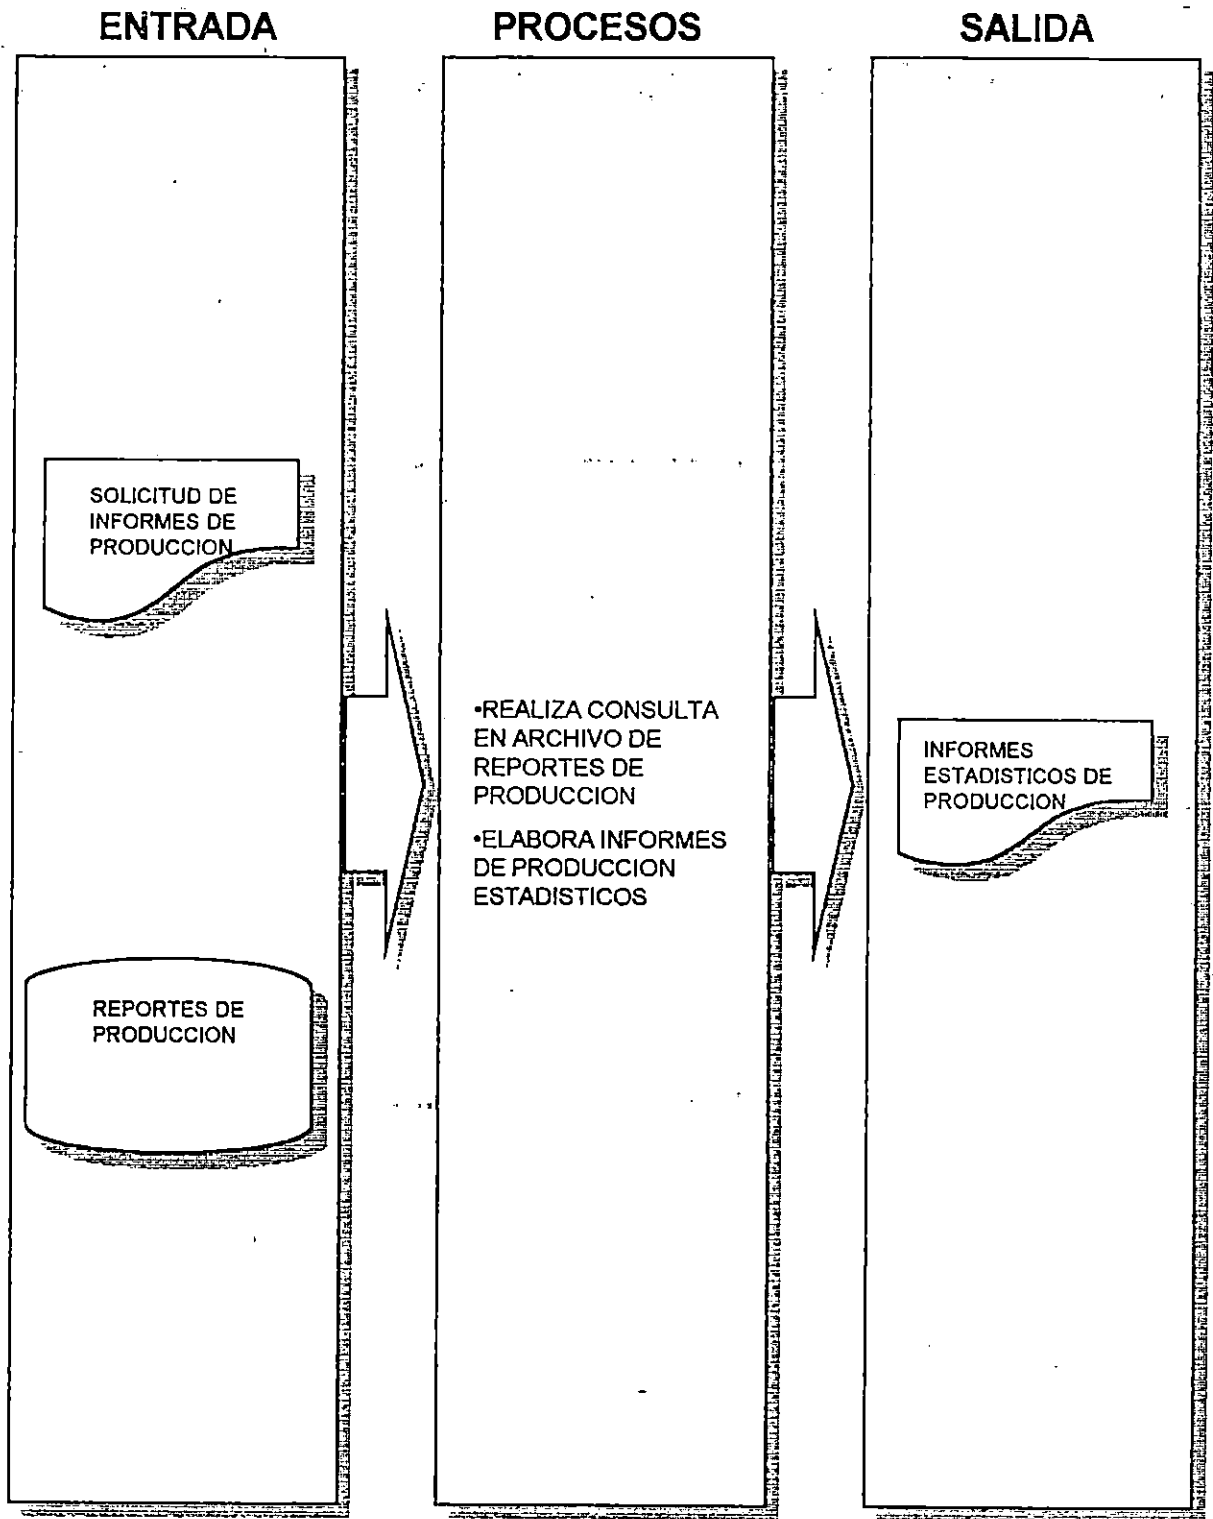 ENTRADA
PROCESOS
SALIDA
SOLICITUD DE
INFORMES DE
PRODUCCION
REPORTES DE
PRODUCCION
•REALIZA CONSULTA
EN ARCHIVO DE
REPORTES DE
PRODUCCION
•ELABORA INFORMES
DE PRODUCCION
ESTADISTICOS
INFORMES
ESTADISTICOS DE
PRODUCCION